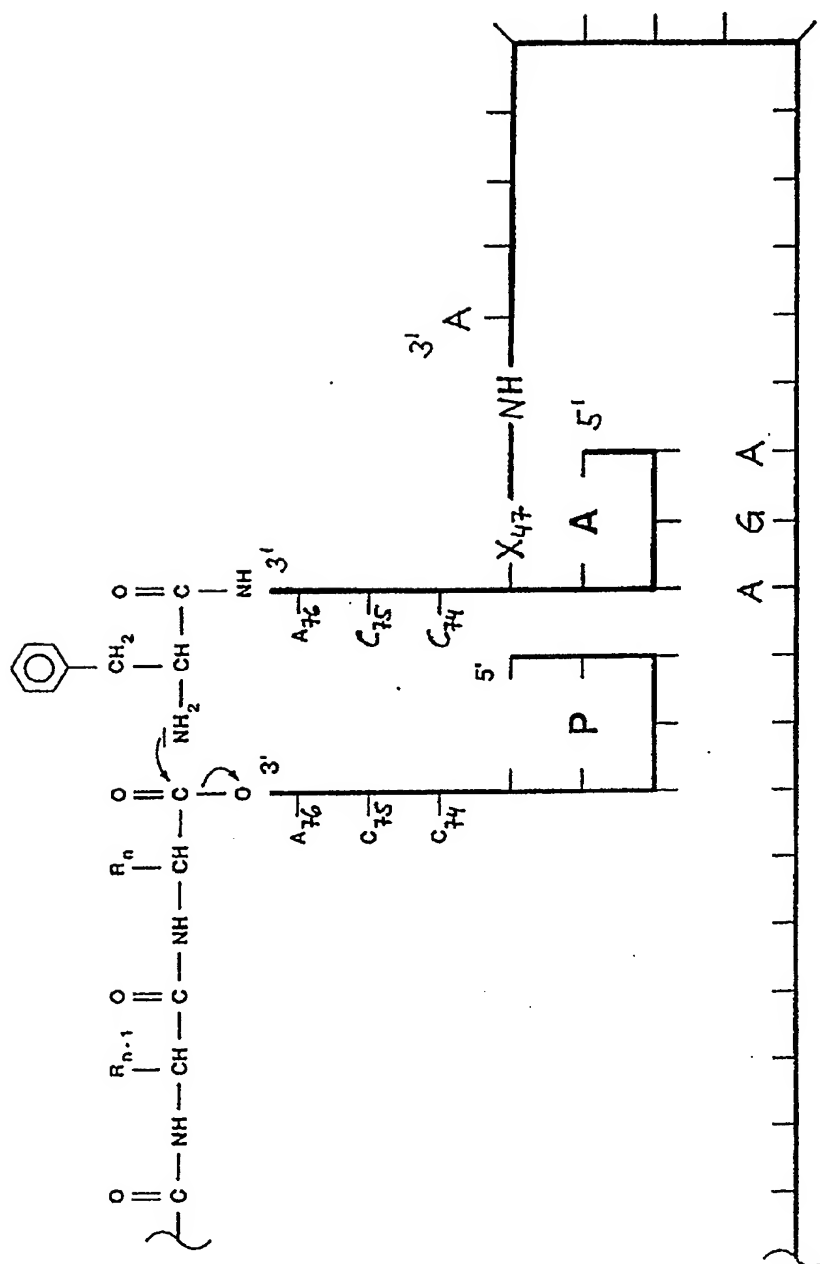 CH₂
O O Rₙ₋₁ O Rₙ O O
C — NH — CH — C — NH — CH — C NH₂ — CH — C
O NH
3' 3'
A₇₆ A₇₆
C₇₅ C₇₅
C₇₄ C₇₄
5' X₄₇ — NH
3' A
P A 5'
A G A